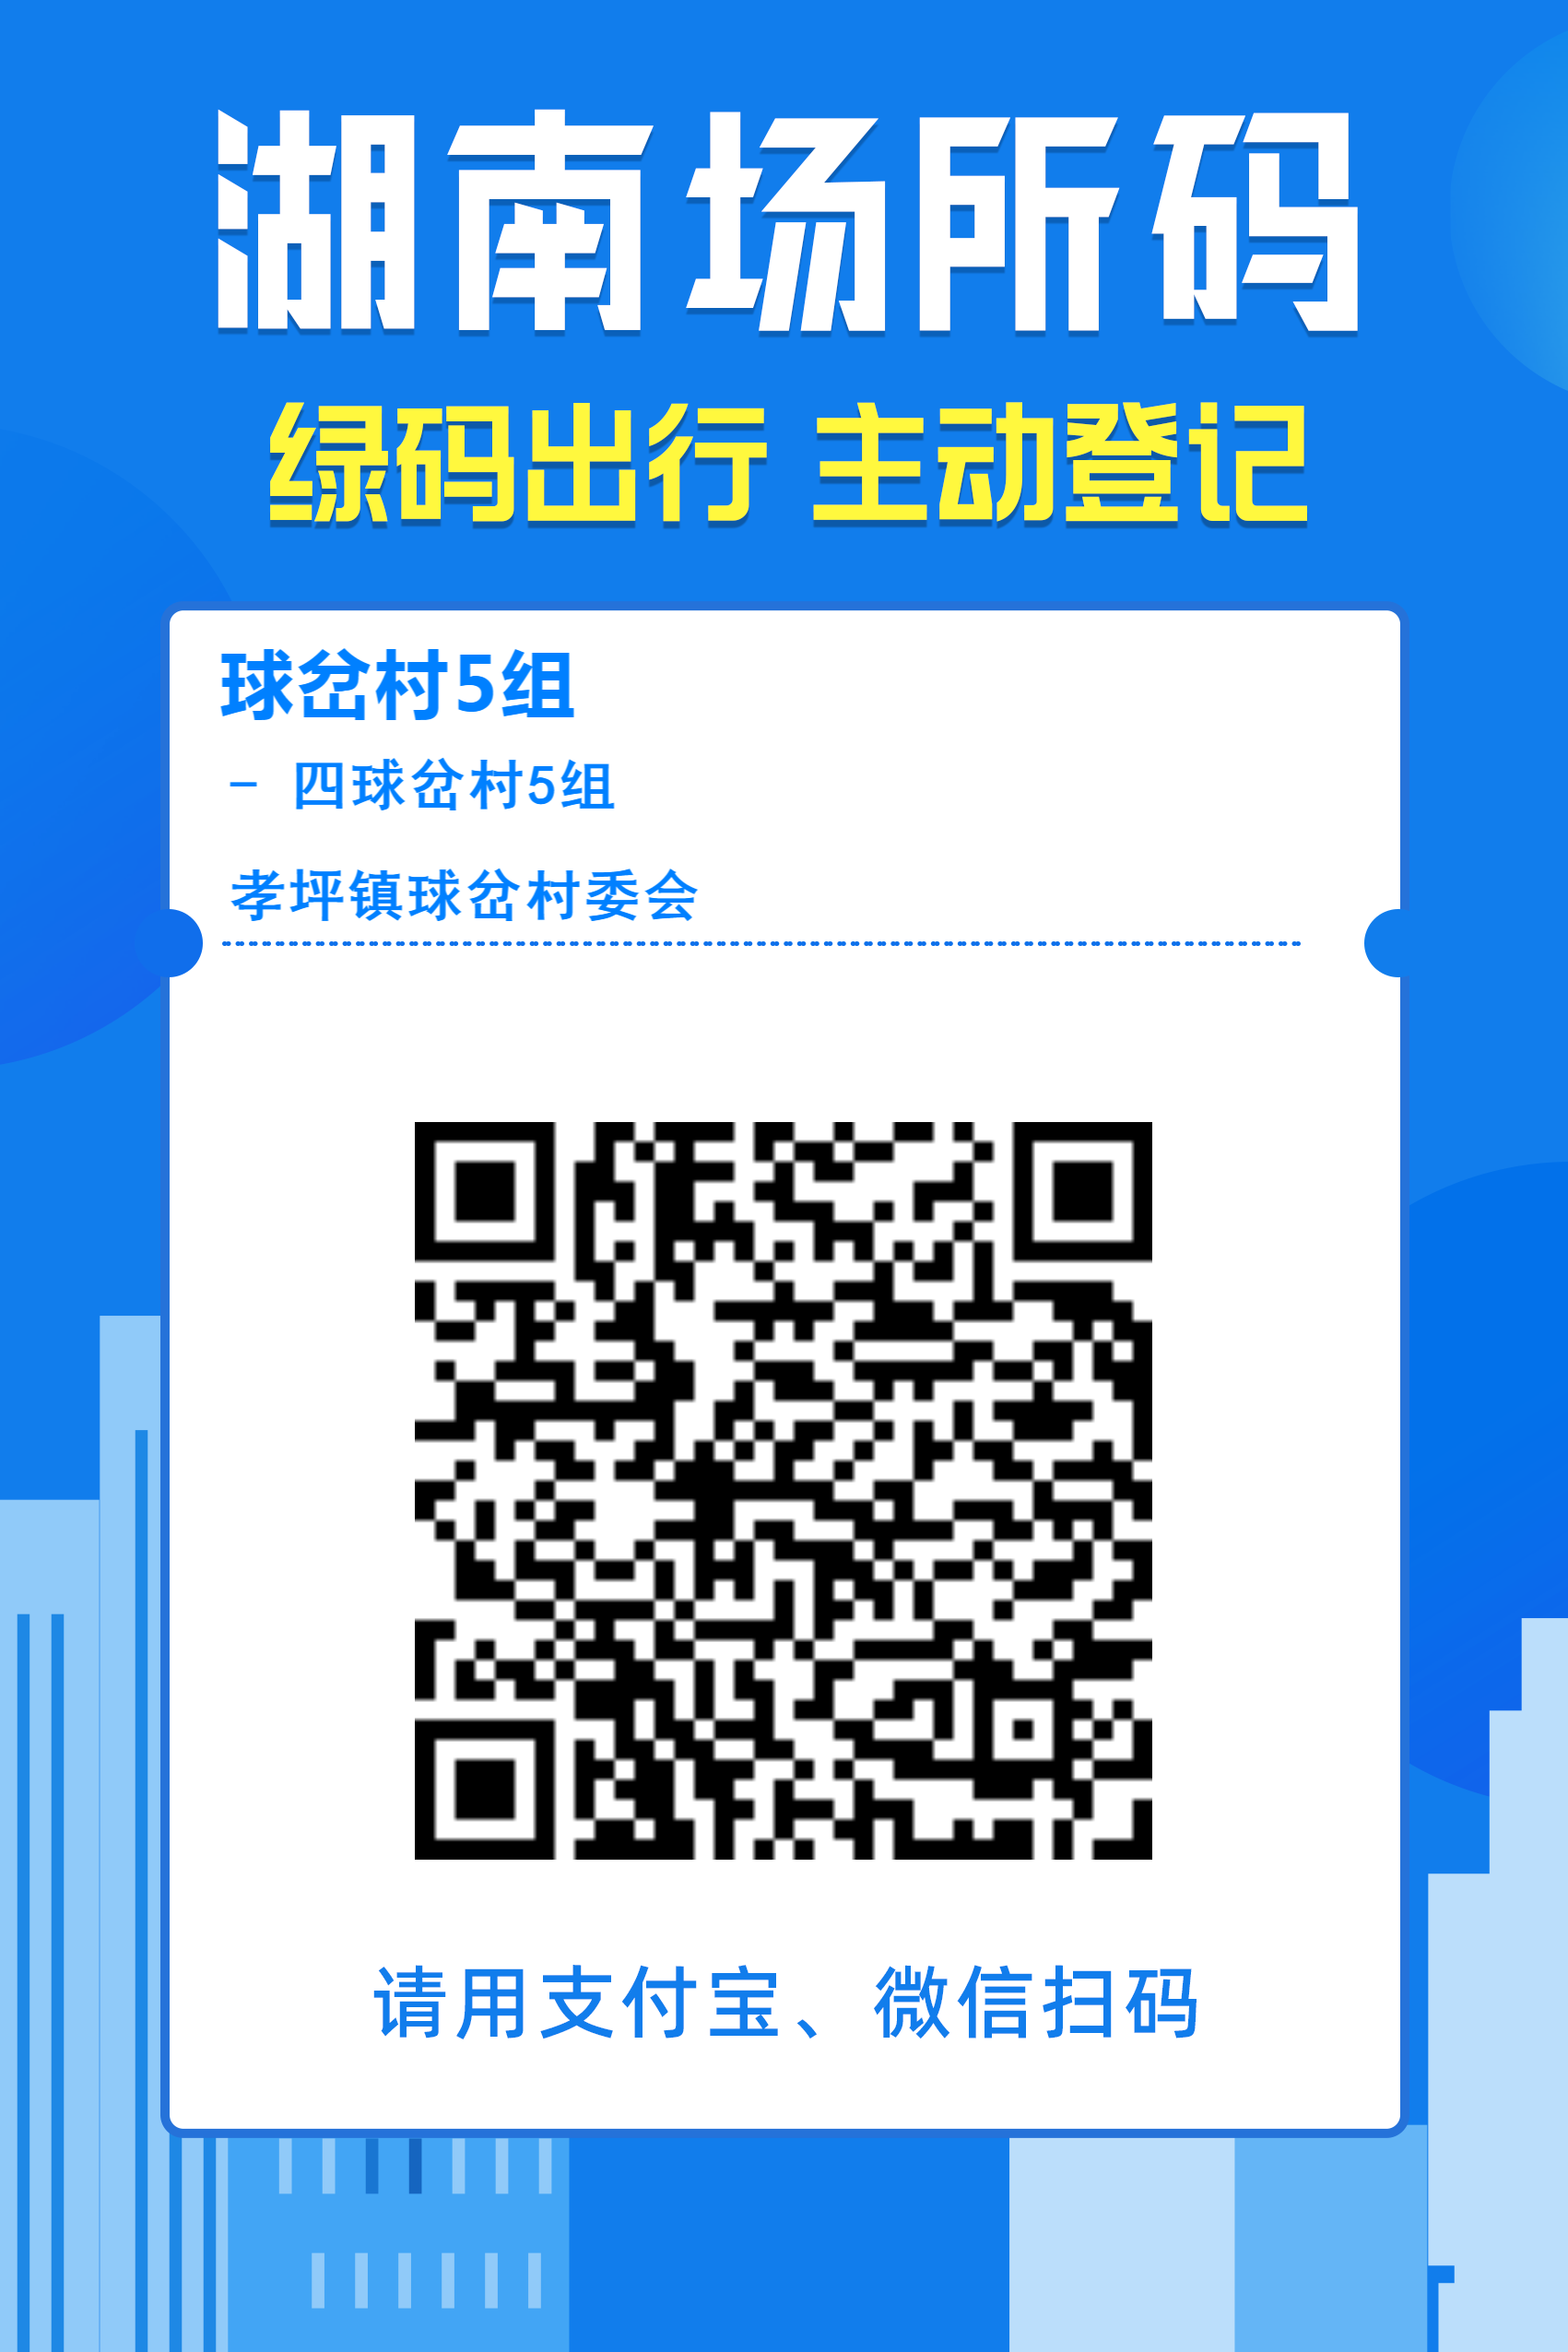 湖南场所码
绿码出行 主动登记
球岔村5组
- 四球岔村5组
孝坪镇球岔村委会
请用支付宝、微信扫码